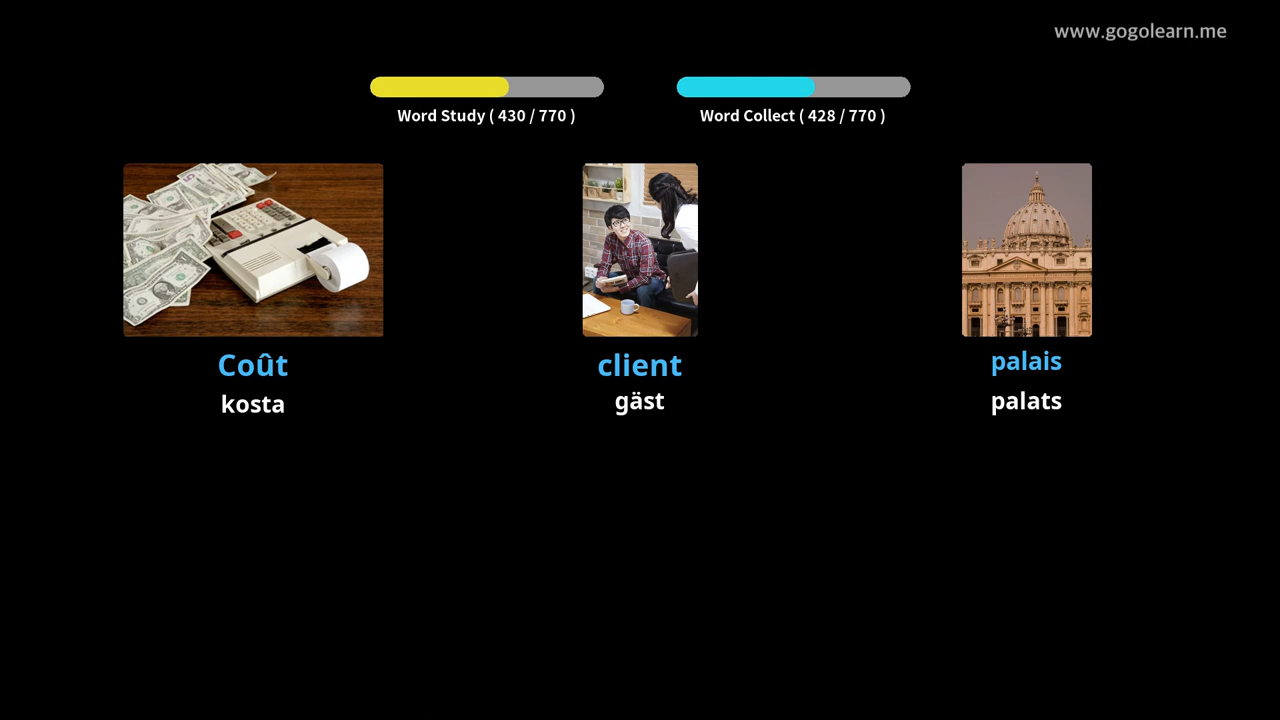 www.gogolearn.me
Word Study ( 430 / 770 )
Word Collect ( 428 / 770 )
Coût
kosta
client
gäst
palais
palats